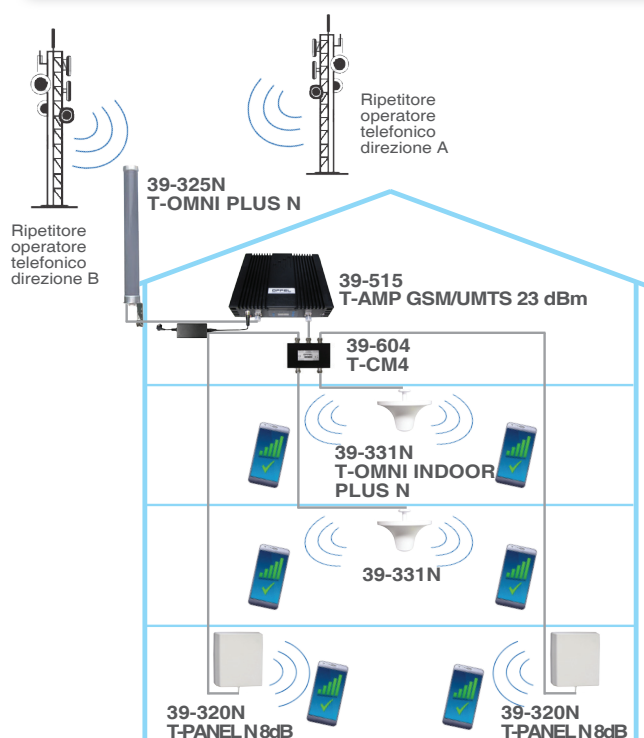 Ripetitore
operatore
telefonico
direzione A
39-325N
T-OMNI PLUS N
Ripetitore
operatore
telefonico
direzione B
39-515
T-AMP GSM/UMTS 23 dBm
39-604
T-CM4
39-331N
T-OMNI INDOOR
PLUS N
39-331N
39-320N
T-PANEL N 8dB
39-320N
T-PANEL N 8dB